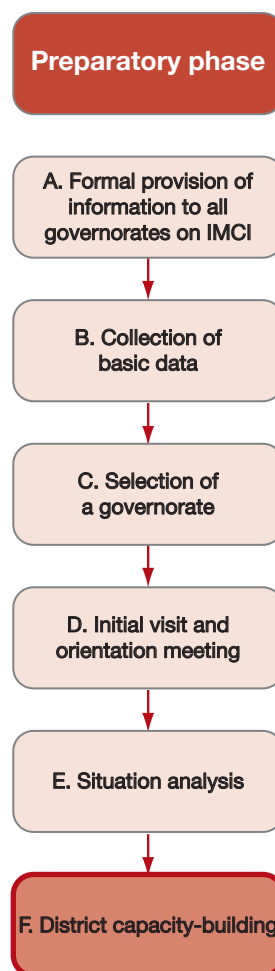 Preparatory phase
A. Formal provision of
information to all
governorates on IMCI
B. Collection of
basic data
C. Selection of
a governorate
D. Initial visit and
orientation meeting
E. Situation analysis
F. District capacity-building